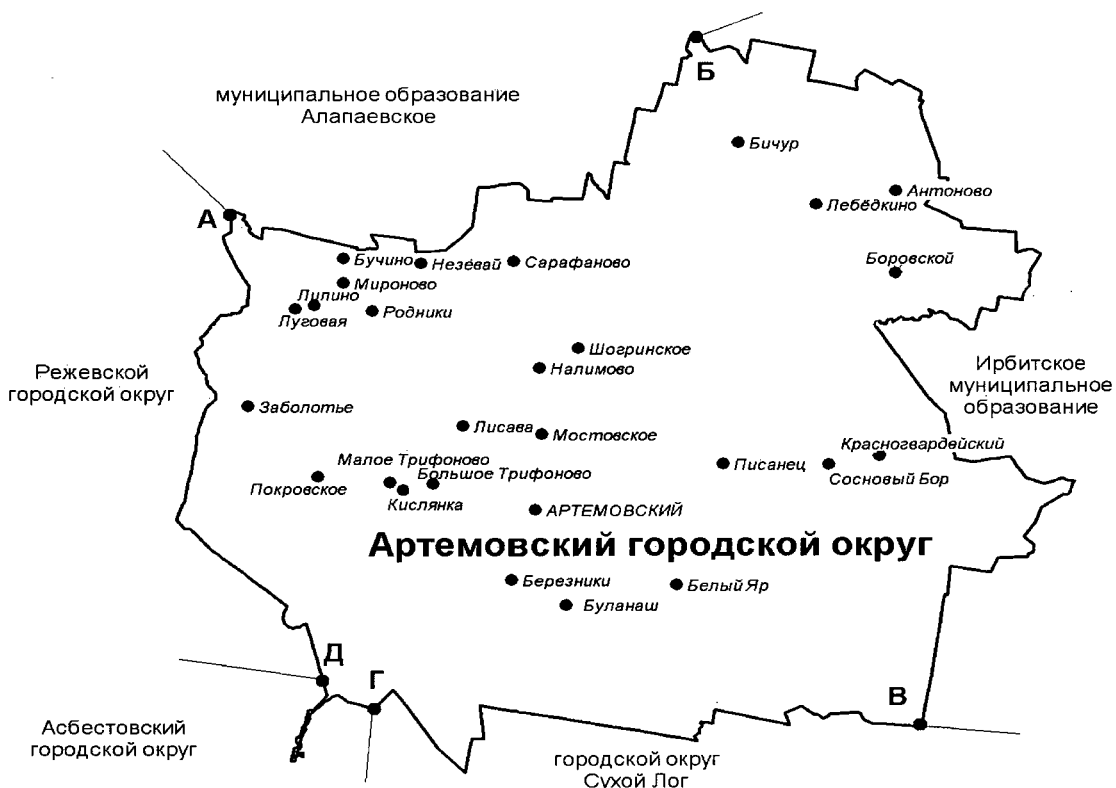 Б
муниципальное образование
Алапаевское
Бичур
Антоново
Лебёдкино
А
Бучино
Незевай
Сарафаново
Боровской
Мироново
Липино
Луговая
Родники
Шогринское
Налимово
Режевской
городской округ
Ирбитское
муниципальное
образование
Заболотье
Лисава
Мостовское
Красногвардейский
Малое Трифоново
Большое Трифоново
Писанец
Сосновый Бор
Покровское
Кислянка
АРТЕМОВСКИЙ
Артемовский городской округ
Березники
Белый Яр
Буланаш
Д
Г
В
Асбестовский
городской округ
городской округ
Сухой Лог